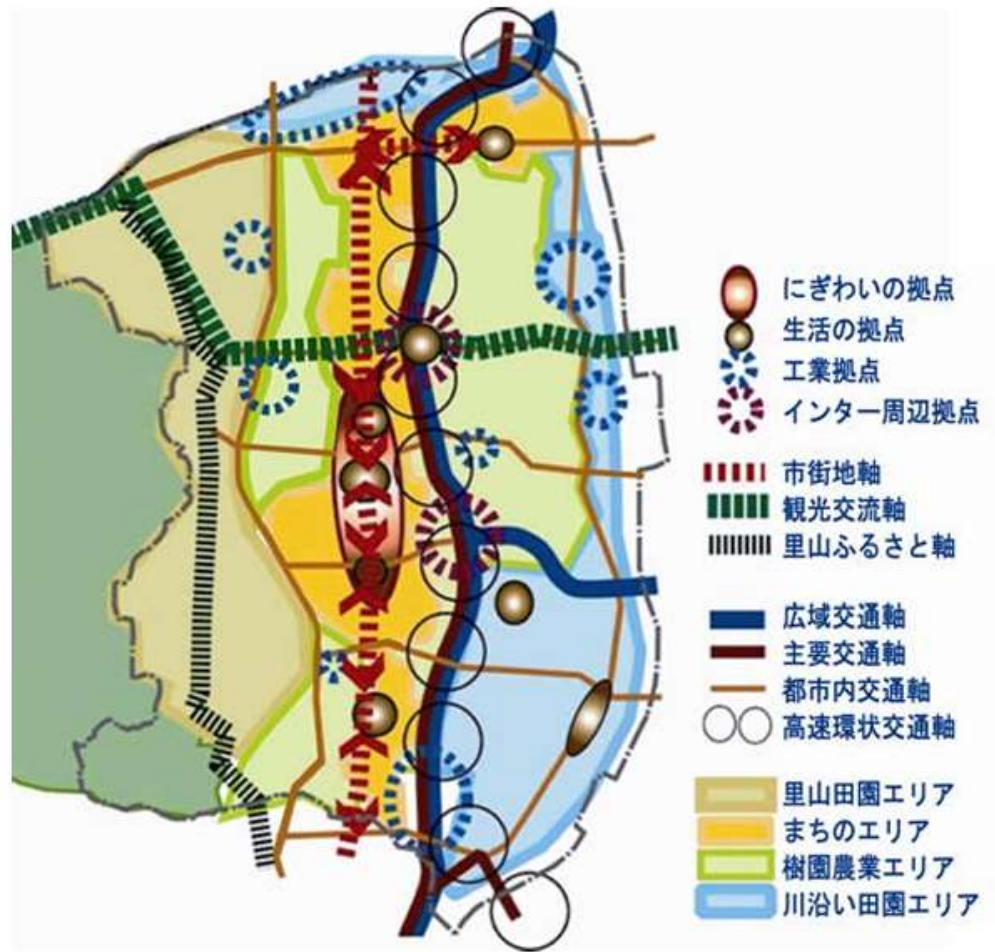 にぎわいの拠点
生活の拠点
工業拠点
インター周辺拠点
市街地軸
観光交流軸
里山ふるさと軸
広域交通軸
主要交通軸
都市内交通軸
高速環状交通軸
里山田園エリア
まちのエリア
樹園農業エリア
川沿い田園エリア